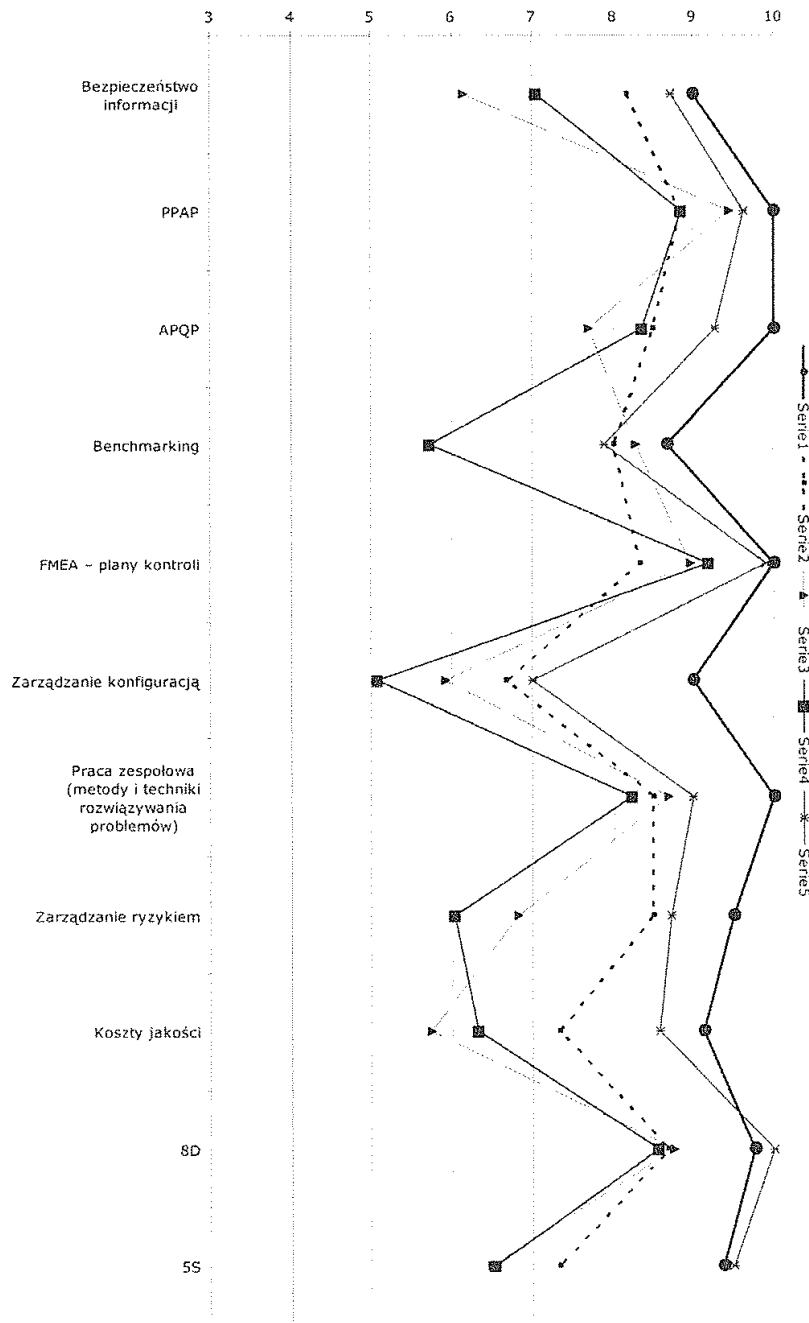 3 4 5 6 7 8 9 10
Bezpieczeństwo
informacji
PPAP
APQP
Benchmarking
FMEA – plany kontroli
Zarządzanie konfiguracją
Praca zespołowa
(metody i techniki
rozwiązywania
problemów)
Zarządzanie ryzykiem
Koszty jakości
8D
5S
Serie1 Serie2 Serie3 Serie4 Serie5